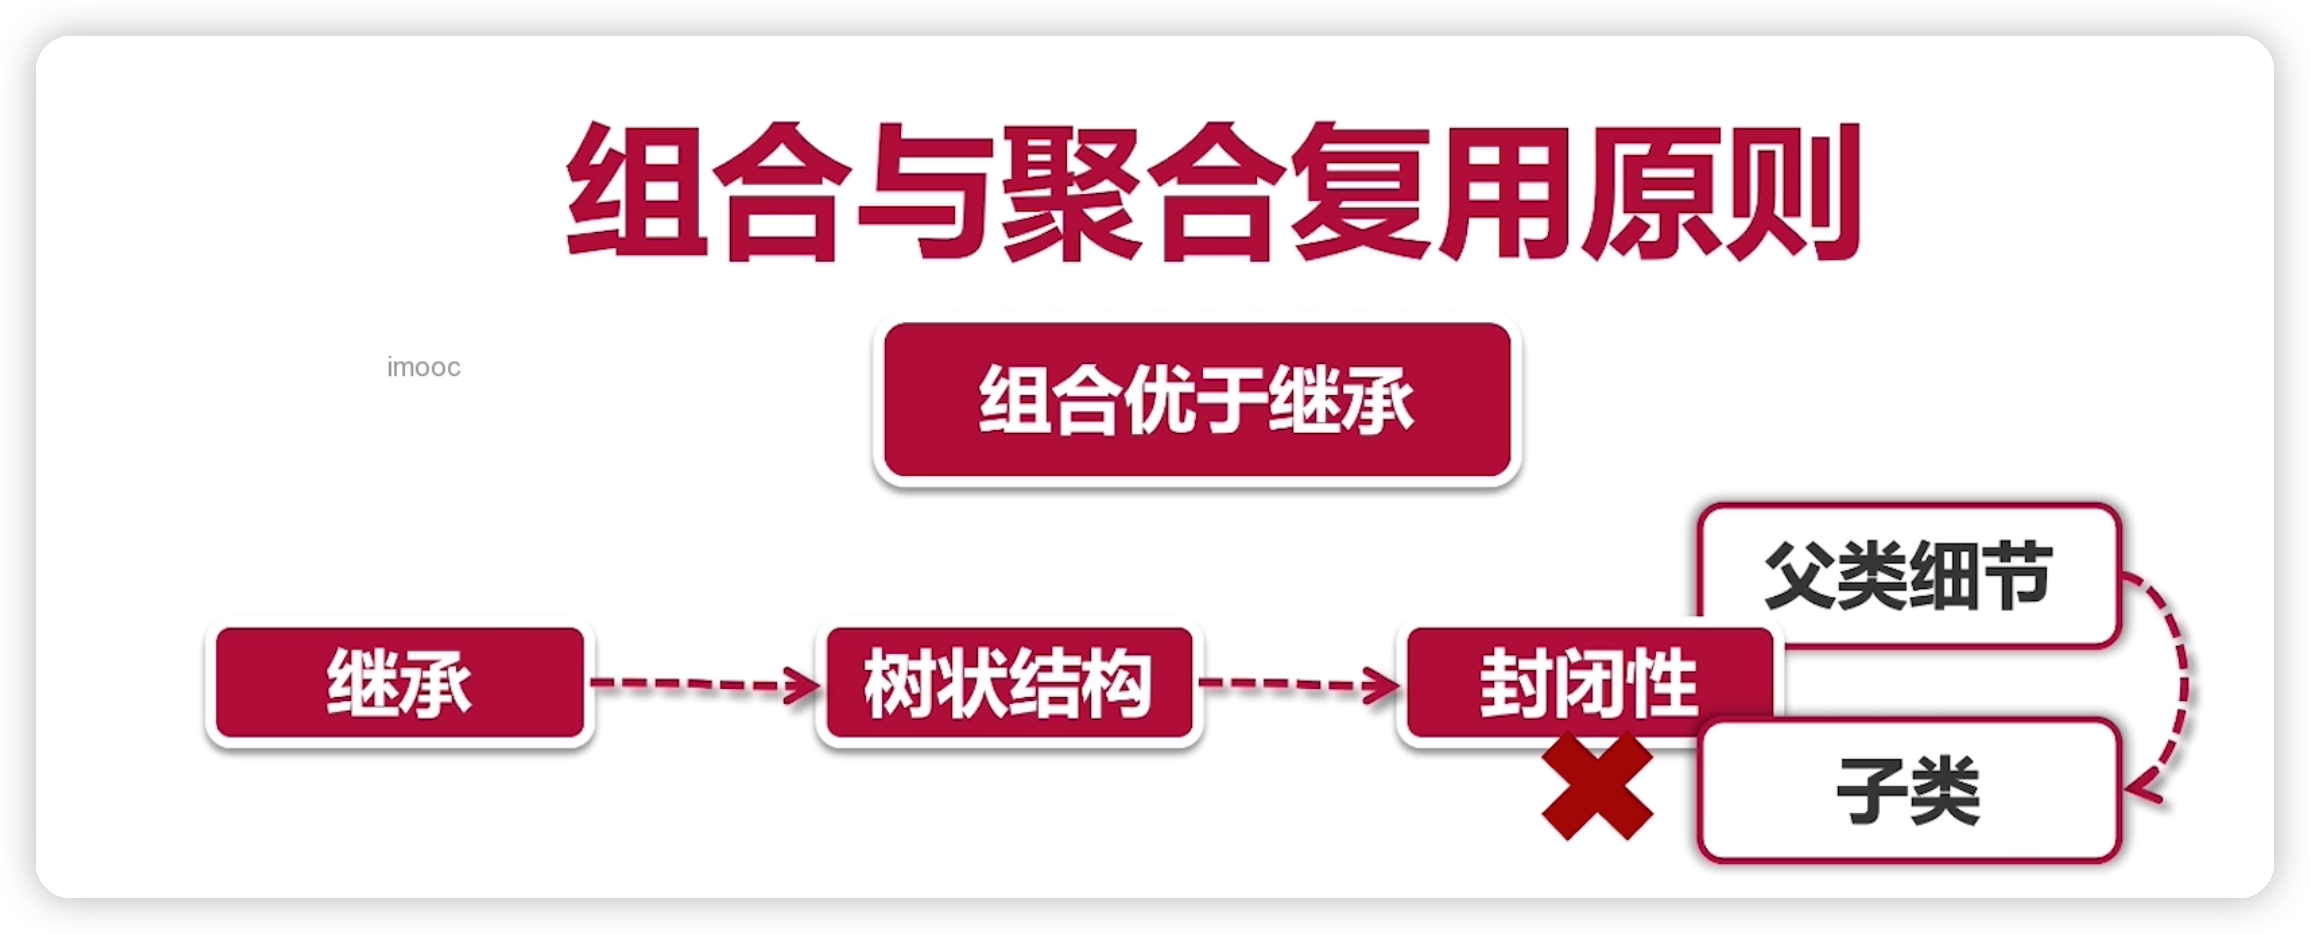 组合与聚合复用原则
imooc
组合优于继承
父类细节
继承
树状结构
封闭性
子类